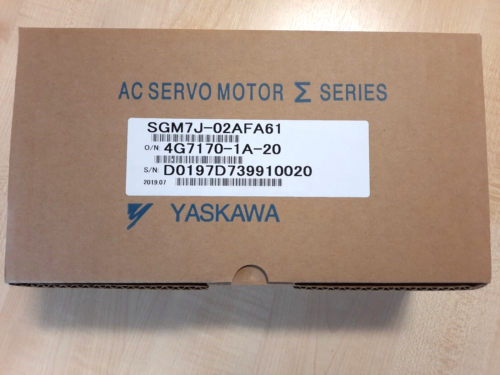 AC SERVO MOTOR Σ SERIES
SGM7J-02AFA61
O/N: 4G7170-1A-20
S/N: D0197D739910020
2019.07
YASKAWA